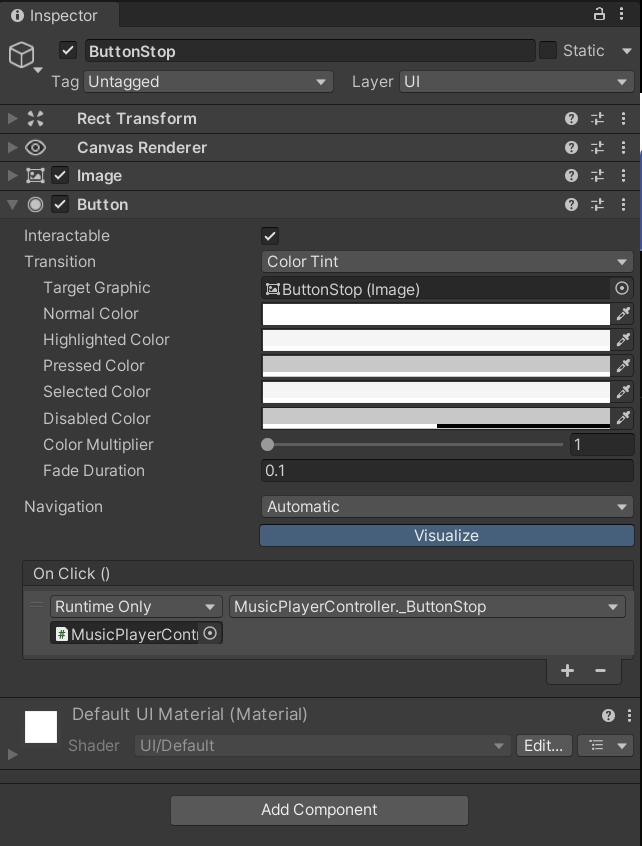 Inspector
ButtonStop
Static
Tag Untagged Layer UI
Rect Transform
Canvas Renderer
Image
Button
Interactable
Transition Color Tint
Target Graphic ButtonStop (Image)
Normal Color
Highlighted Color
Pressed Color
Selected Color
Disabled Color
Color Multiplier 1
Fade Duration 0.1
Navigation Automatic
Visualize
On Click ()
Runtime Only MusicPlayerController._ButtonStop
MusicPlayerContr
Default UI Material (Material)
Shader UI/Default Edit...
Add Component